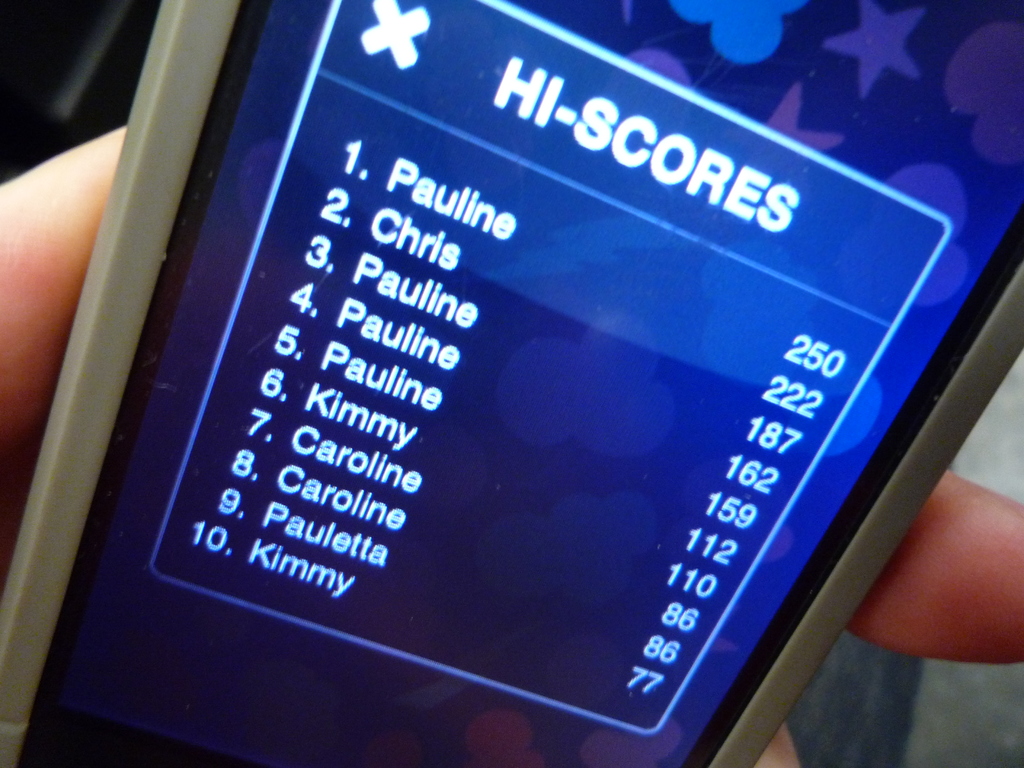 HI-SCORES
1. Pauline 250
2. Chris 222
3. Pauline 187
4. Pauline 162
5. Pauline 159
6. Kimmy 112
7. Caroline 110
8. Caroline 86
9. Pauletta 86
10. Kimmy 77